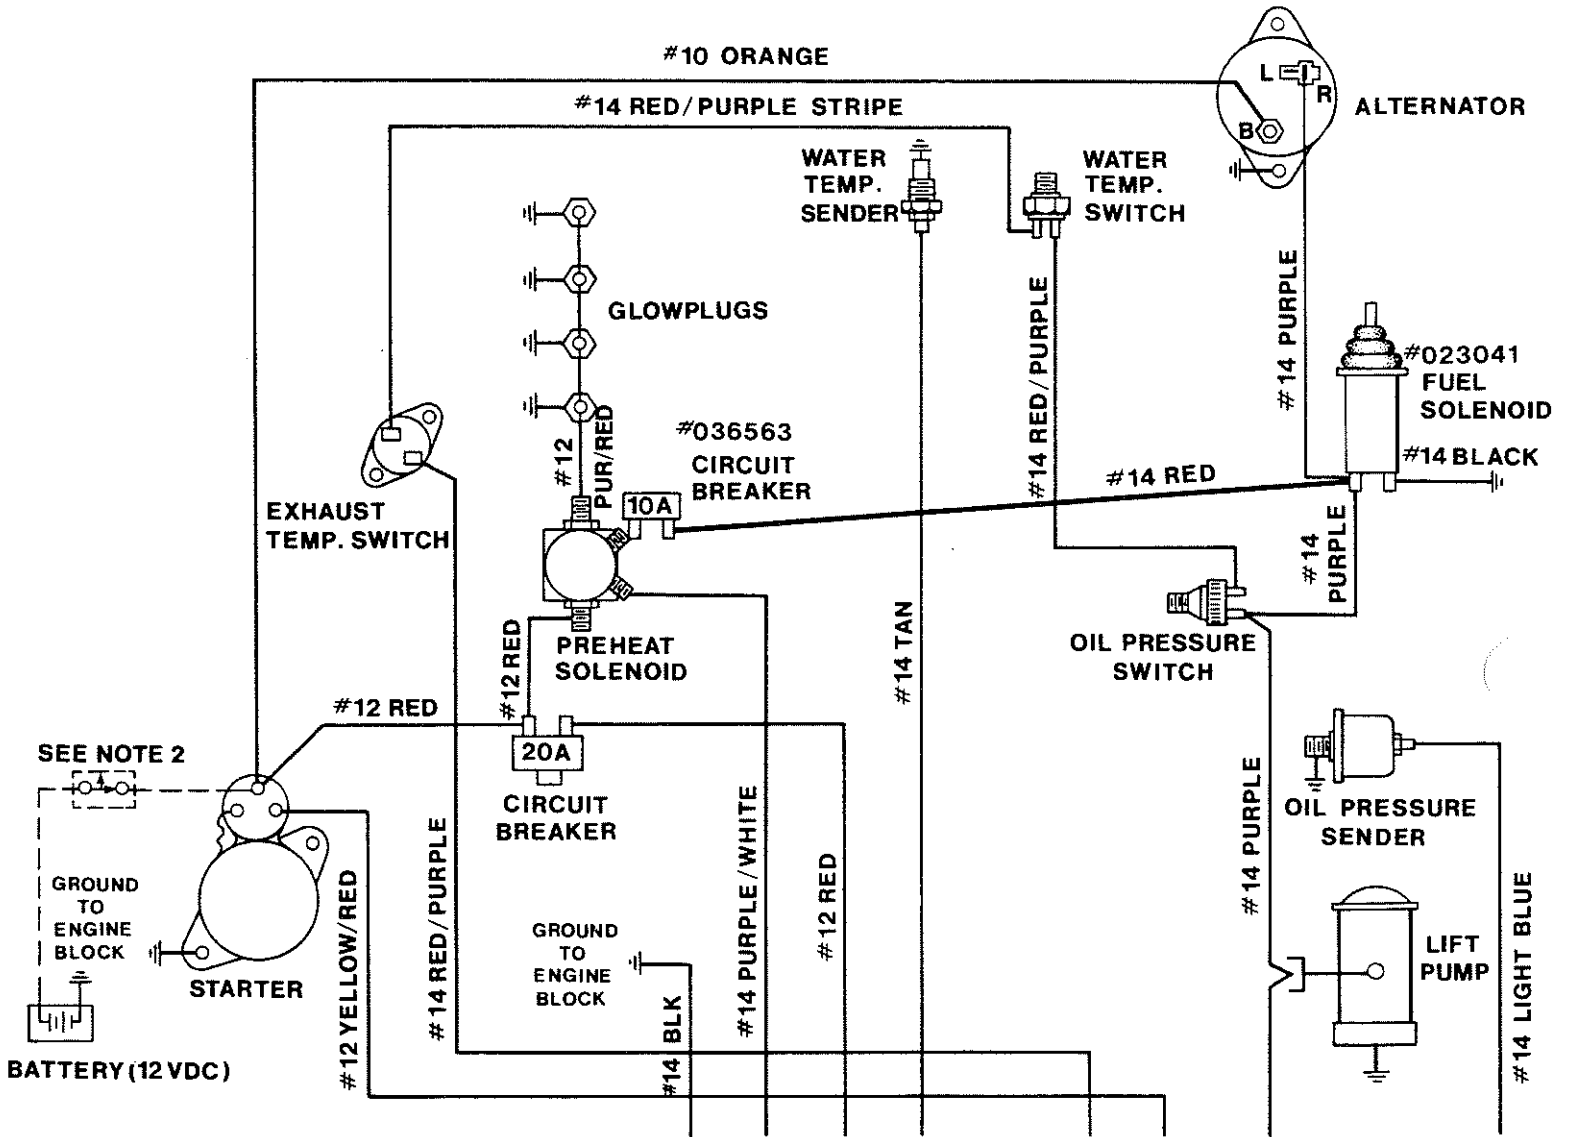 #10 ORANGE
#14 RED/PURPLE STRIPE
L
R
B
ALTERNATOR
WATER
TEMP.
SENDER
WATER
TEMP.
SWITCH
GLOWPLUGS
#14 RED/PURPLE
#14 PURPLE
#023041
FUEL
SOLENOID
#14 BLACK
#12
PUR/RED
#036563
CIRCUIT
BREAKER
10A
#14 RED
EXHAUST
TEMP. SWITCH
#14
PURPLE
PREHEAT
SOLENOID
#12 RED
#14 TAN
OIL PRESSURE
SWITCH
#12 RED
SEE NOTE 2
20A
CIRCUIT
BREAKER
OIL PRESSURE
SENDER
#14 PURPLE
#14 RED/PURPLE
#14 PURPLE/WHITE
#12 RED
#12 YELLOW/RED
GROUND
TO
ENGINE
BLOCK
STARTER
GROUND
TO
ENGINE
BLOCK
#14 BLK
LIFT
PUMP
#14 LIGHT BLUE
BATTERY (12 VDC)